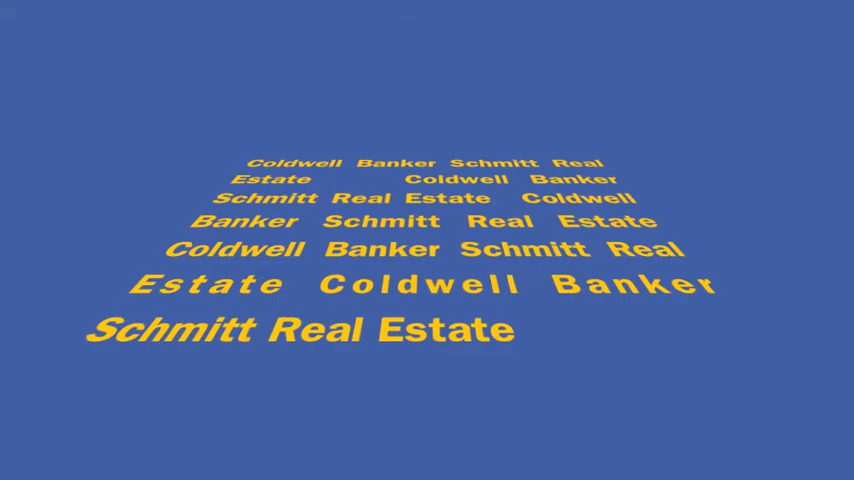 Coldwell Banker Schmitt Real
Estate Coldwell Banker
Schmitt Real Estate Coldwell
Banker Schmitt Real Estate
Coldwell Banker Schmitt Real
Estate Coldwell Banker
Schmitt Real Estate